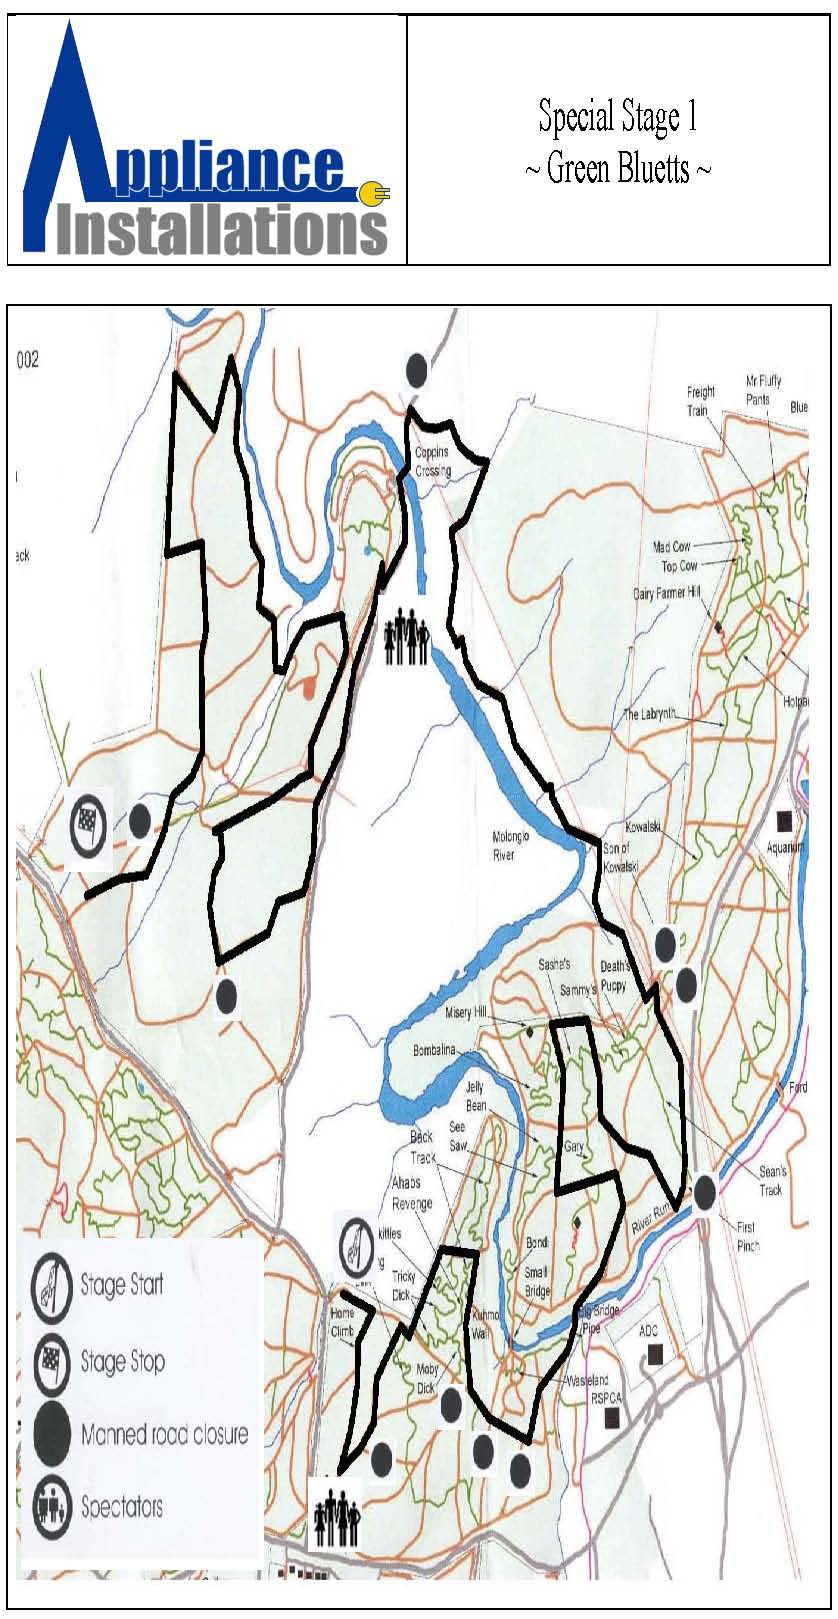 Appliance
Installations
Special Stage 1
~ Green Bluetts ~
002
Coppins
Crossing
Freight
Train
Mr Fluffy
Pants
Blue
Mad Cow
Top Cow
Dairy Farmer Hill
The Labrynth
Kowalski
Son of
Kowalski
Aquarium
Molonglo
River
Sasha's
Sammy's
Death's
Puppy
Misery Hill
Bombalina
Jelly
Bean
See
Saw
Back
Track
Ahabs
Revenge
Gary
Ford
Sean's
Track
River Run
First
Pinch
Bond
Small
Bridge
Tricky
Dick
Home
Climb
Kuhmo
Wall
Moby
Dick
Big Bridge
Pipe
ADC
Wasteland
RSPCA
Stage Start
Stage Stop
Manned road closure
Spectators